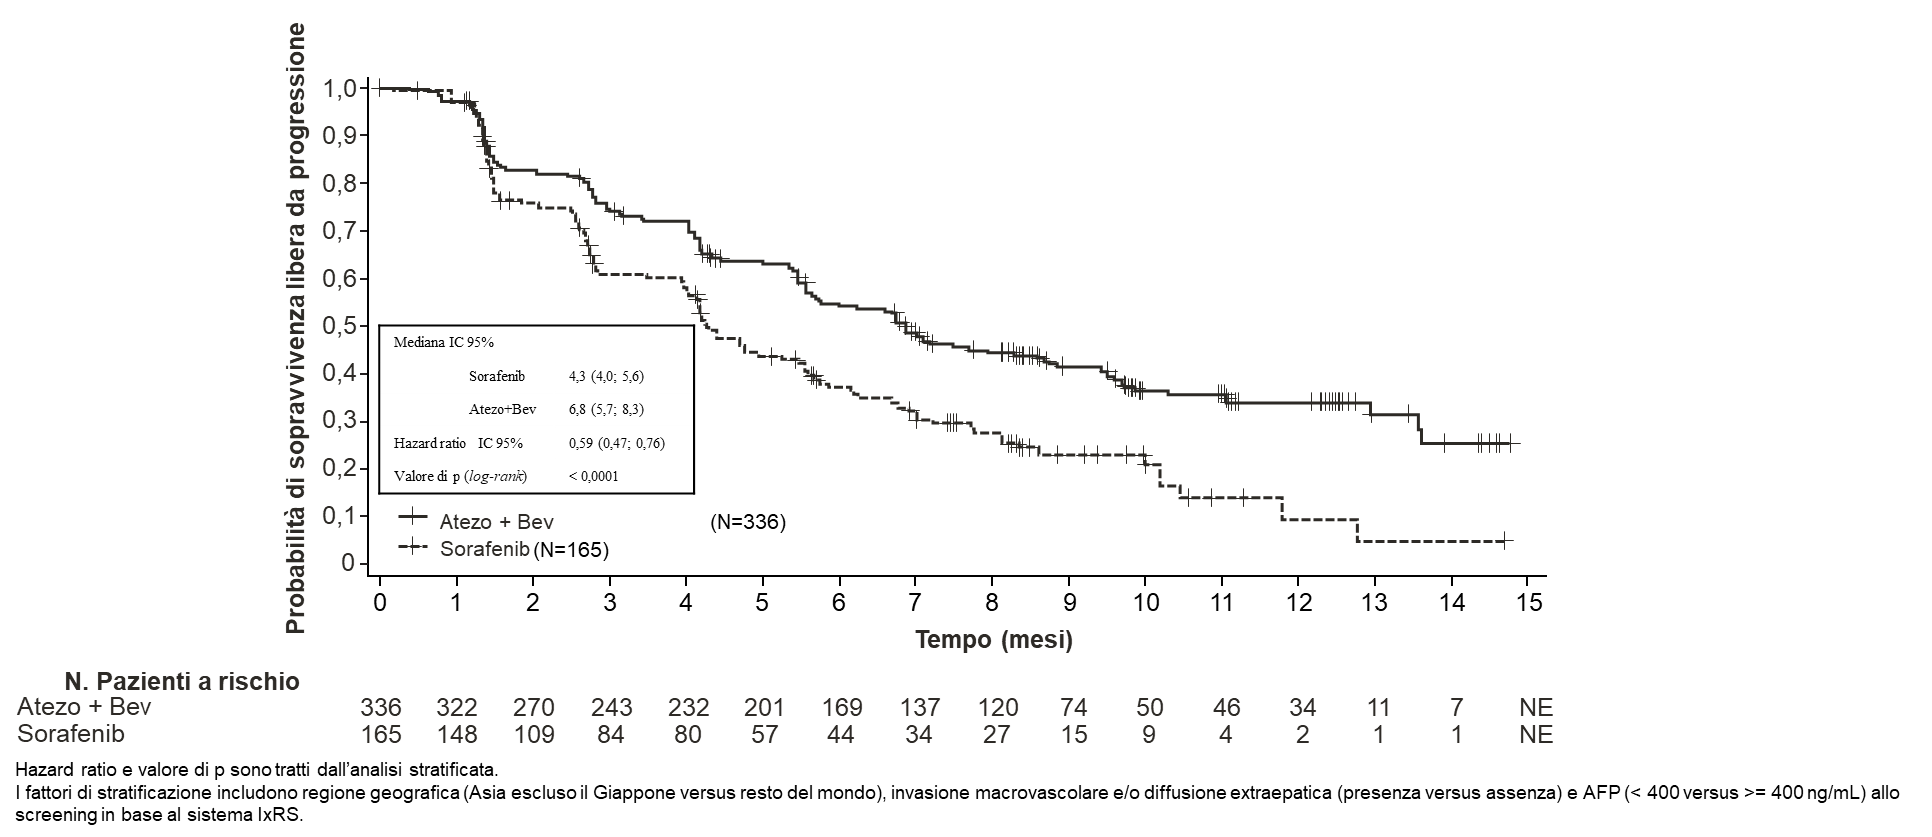 Probabilità di sopravvivenza libera da progressione
1,0
0,9
0,8
0,7
0,6
0,5
0,4
0,3
0,2
0,1
0
Mediana IC 95%
Sorafenib 4,3 (4,0; 5,6)
Atezo+Bev 6,8 (5,7; 8,3)
Hazard ratio IC 95% 0,59 (0,47; 0,76)
Valore di p (log-rank) < 0,0001
Atezo + Bev (N=336)
Sorafenib (N=165)
0 1 2 3 4 5 6 7 8 9 10 11 12 13 14 15
Tempo (mesi)
N. Pazienti a rischio
Atezo + Bev 336 322 270 243 232 201 169 137 120 74 50 46 34 11 7 NE
Sorafenib 165 148 109 84 80 57 44 34 27 15 9 4 2 1 1 NE
Hazard ratio e valore di p sono tratti dall'analisi stratificata.
I fattori di stratificazione includono regione geografica (Asia escluso il Giappone versus resto del mondo), invasione macrovascolare e/o diffusione extraepatica (presenza versus assenza) e AFP (< 400 versus >= 400 ng/mL) allo
screening in base al sistema IxRS.